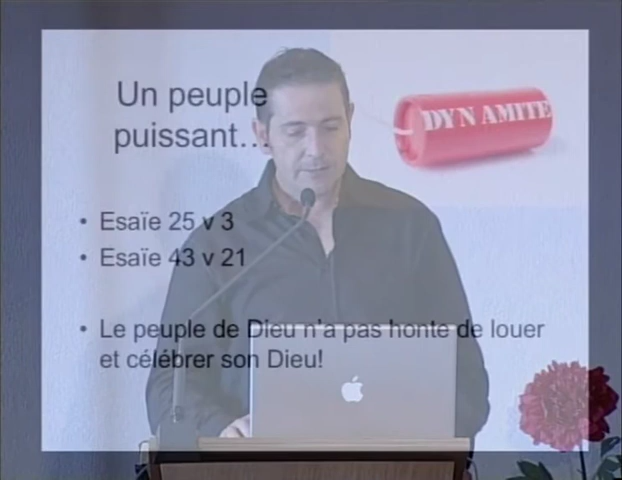 Un peuple
puissant...
DYNAMITE
• Esaïe 25 v 3
• Esaïe 43 v 21
• Le peuple de Dieu n'a pas honte de louer
et célébrer son Dieu!